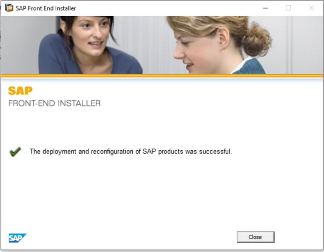 SAP Front End Installer
SAP
FRONT-END INSTALLER
The deployment and reconfiguration of SAP products was successful.
SAP
Close